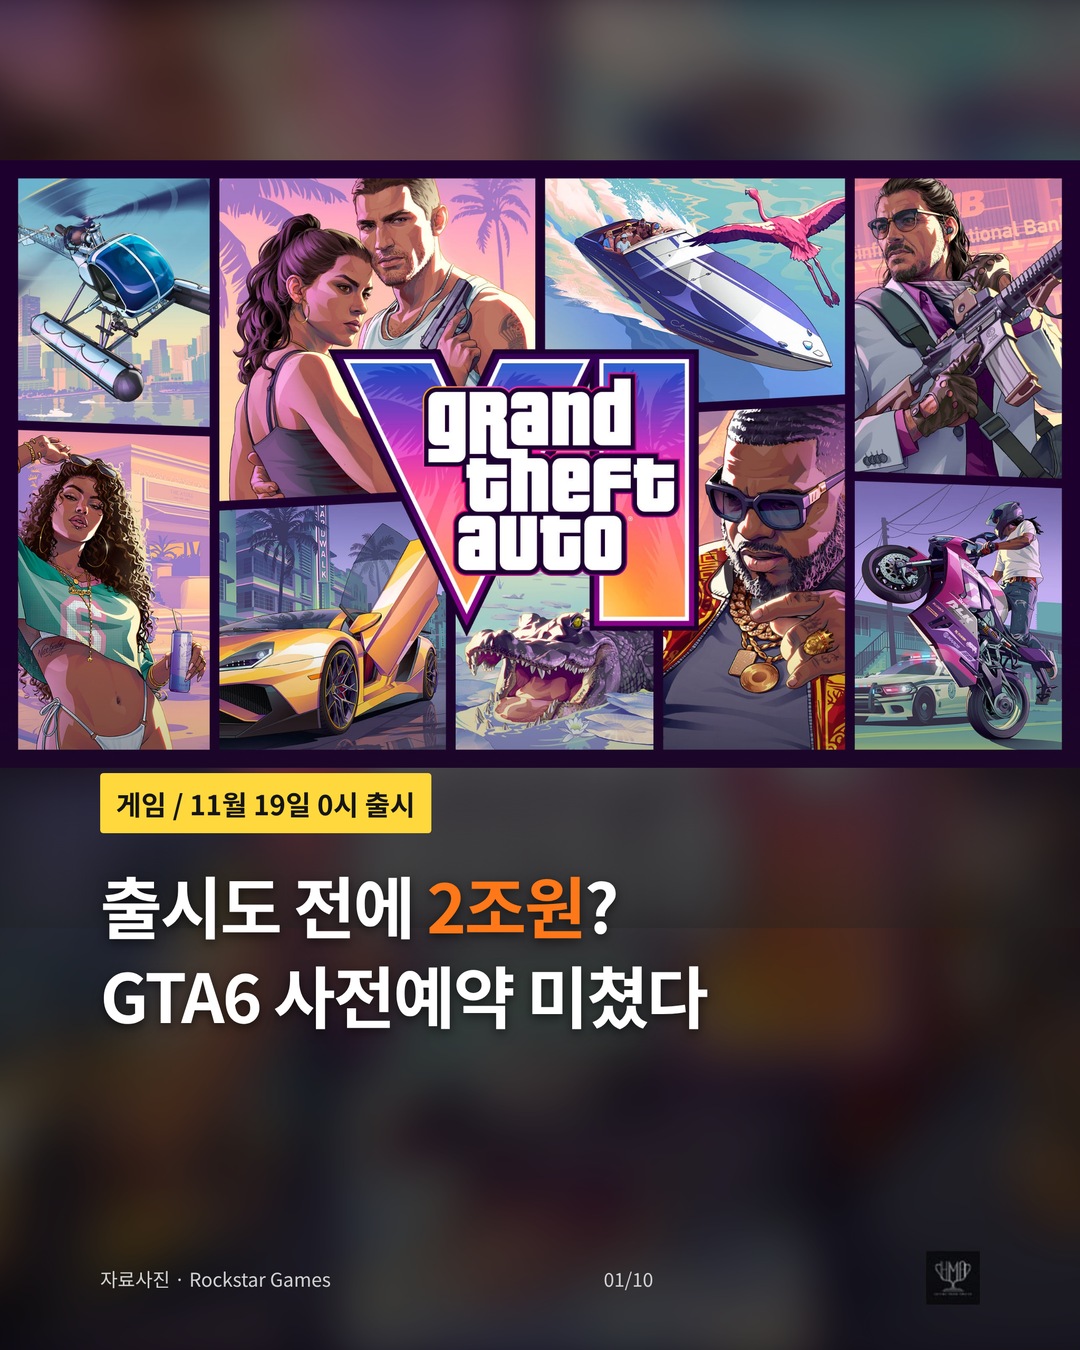 VI
grand
theft
auto
게임 / 11월 19일 0시 출시
출시도 전에 2조원?
GTA6 사전예약 미쳤다
자료사진 · Rockstar Games
01/10